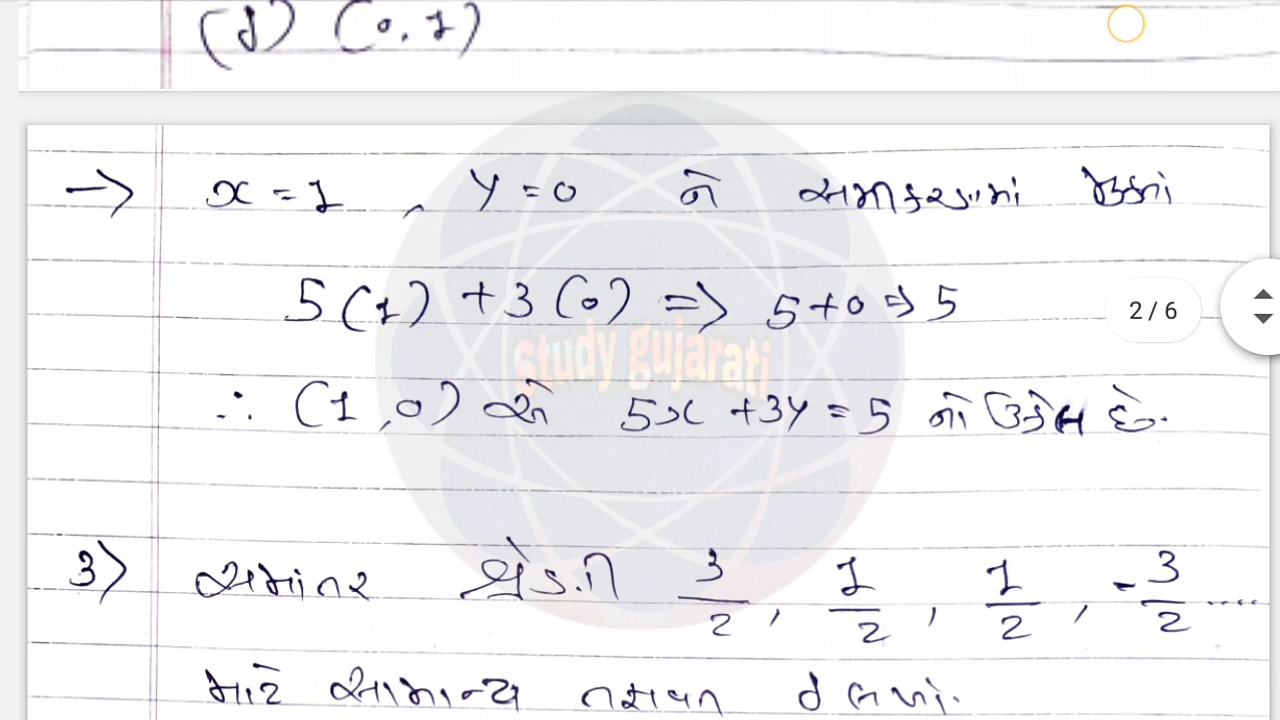 (d) (0, 1)
→ x = 1 , y = 0 ને સમીકરણમાં મુકતાં
5 (1) + 3 (0) ⇒ 5 + 0 ⇒ 5
2 / 6
study gujarati
∴ (1 , 0) એ 5x + 3y = 5 નો ઉકેલ છે.
3) સમાંતર શ્રેણી 3/2 , 1/2 , 1/2 , -3/2 .....
માટે સામાન્ય તફાવત d લખો.